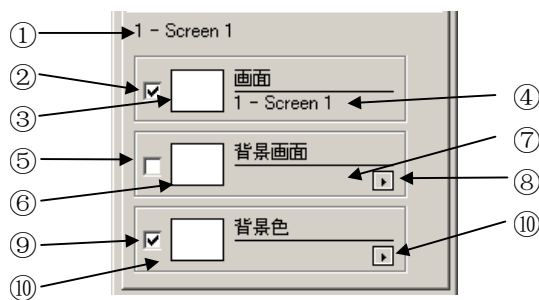 ① 1 - Screen 1
② 画面
③ 1 - Screen 1 ④
⑤ 背景画面 ⑦
⑥ ⑧
⑨ 背景色 ⑩
⑩